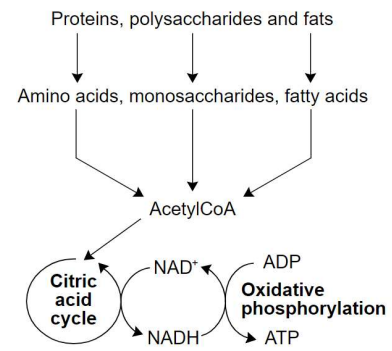 Proteins, polysaccharides and fats
Amino acids, monosaccharides, fatty acids
AcetylCoA
Citric
acid
cycle
NAD⁺
NADH
ADP
Oxidative
phosphorylation
ATP